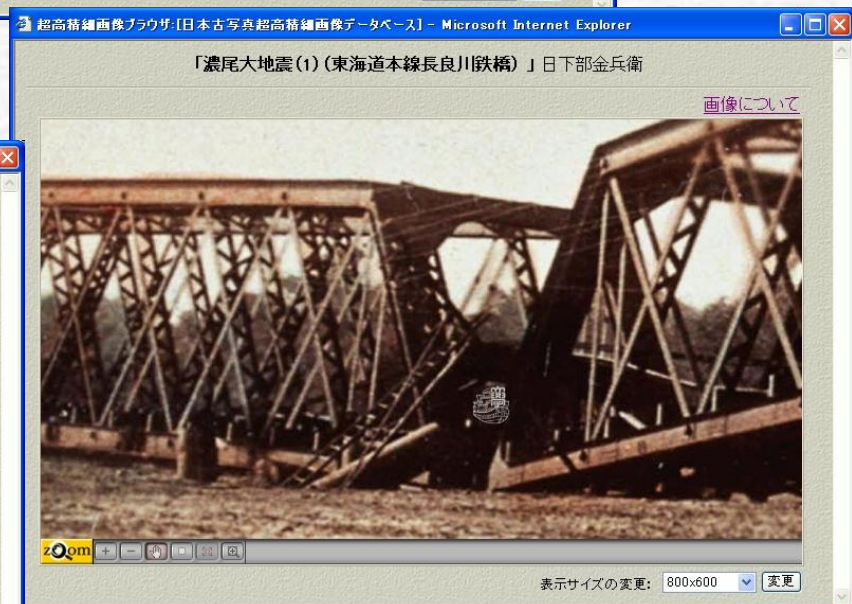 超高精細画像ブラウザ:[日本古写真超高精細画像データベース] - Microsoft Internet Explorer
「濃尾大地震(1)(東海道本線長良川鉄橋)」日下部金兵衛
画像について
zoom
表示サイズの変更: 800x600 変更